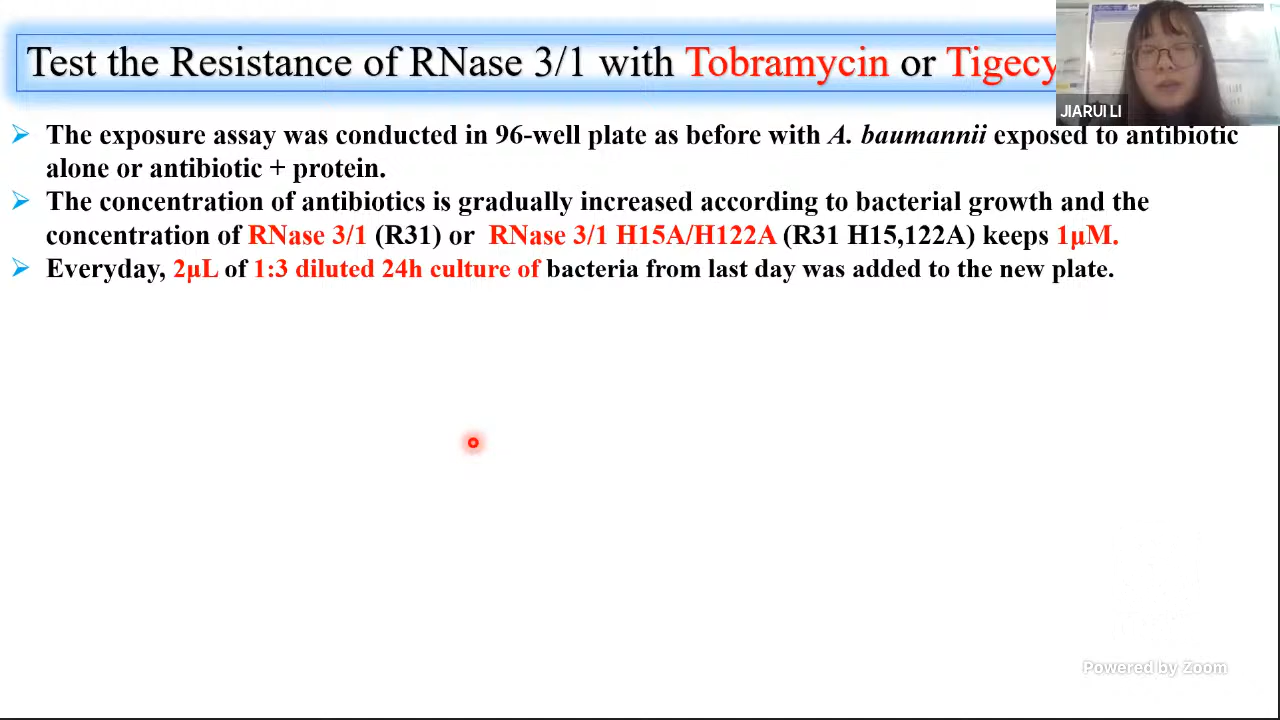 Test the Resistance of RNase 3/1 with Tobramycin or Tigecy
JIARUI LI
The exposure assay was conducted in 96-well plate as before with A. baumannii exposed to antibiotic
alone or antibiotic + protein.
The concentration of antibiotics is gradually increased according to bacterial growth and the
concentration of RNase 3/1 (R31) or RNase 3/1 H15A/H122A (R31 H15,122A) keeps 1μM.
Everyday, 2μL of 1:3 diluted 24h culture of bacteria from last day was added to the new plate.
Powered by Zoom